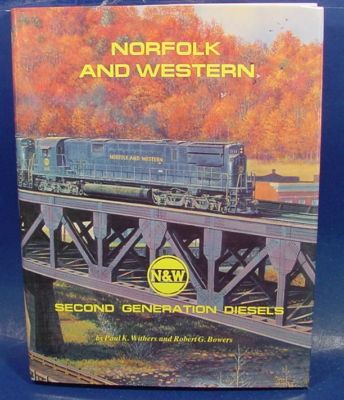 NORFOLK
AND WESTERN
NORFOLK AND WESTERN
N&W
SECOND GENERATION DIESELS
by Paul K. Withers and Robert G. Bowers